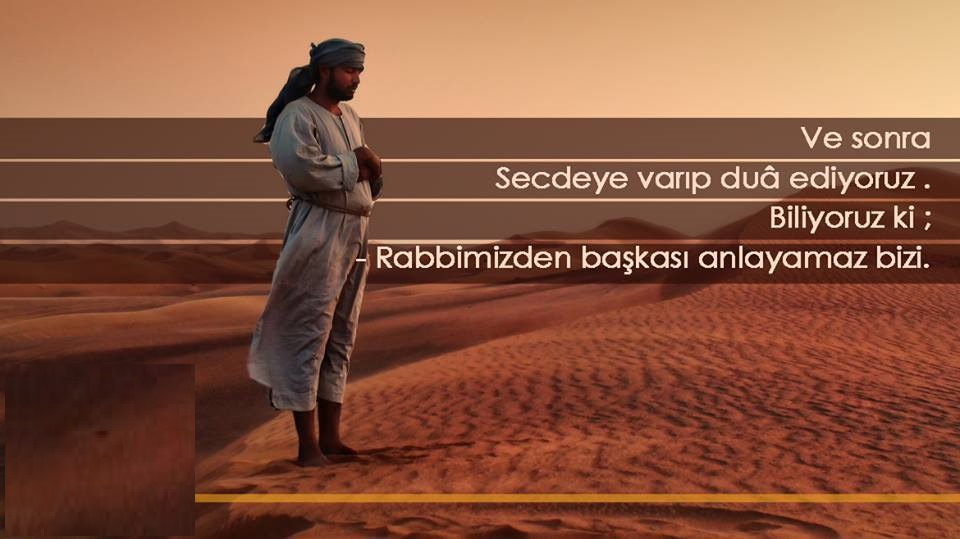 Ve sonra
Secdeye varıp duâ ediyoruz .
Biliyoruz ki ;
- Rabbimizden başkası anlayamaz bizi.